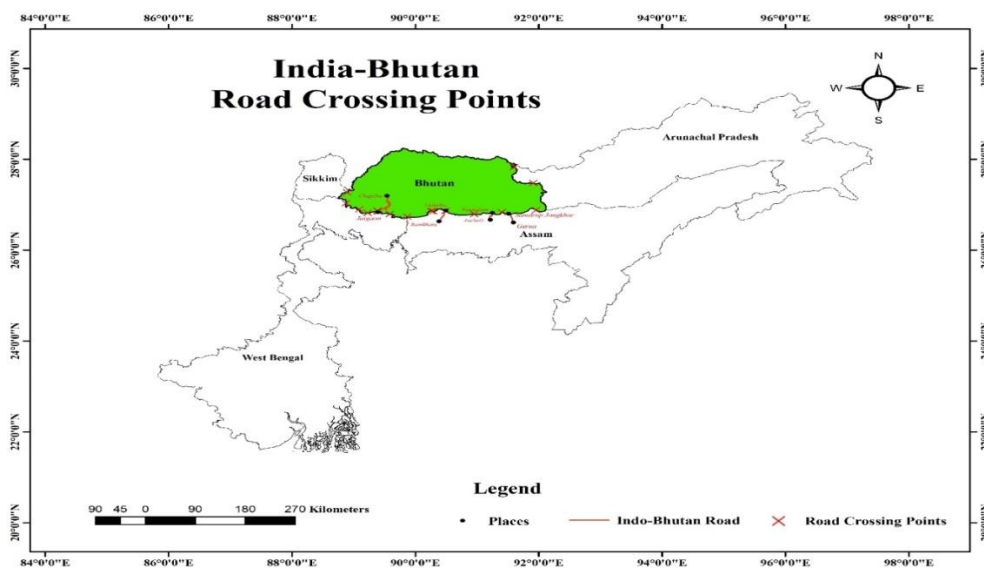 84°0'0"E 86°0'0"E 88°0'0"E 90°0'0"E 92°0'0"E 94°0'0"E 96°0'0"E 98°0'0"E
India-Bhutan
Road Crossing Points
N
W E
S
30°0'0"N
28°0'0"N
26°0'0"N
24°0'0"N
22°0'0"N
20°0'0"N
Arunachal Pradesh
Sikkim
Bhutan
Samdrup Jongkhar
Assam
West Bengal
Legend
90 45 0 90 180 270 Kilometers
Places Indo-Bhutan Road Road Crossing Points
84°0'0"E 86°0'0"E 88°0'0"E 90°0'0"E 92°0'0"E 94°0'0"E 96°0'0"E 98°0'0"E